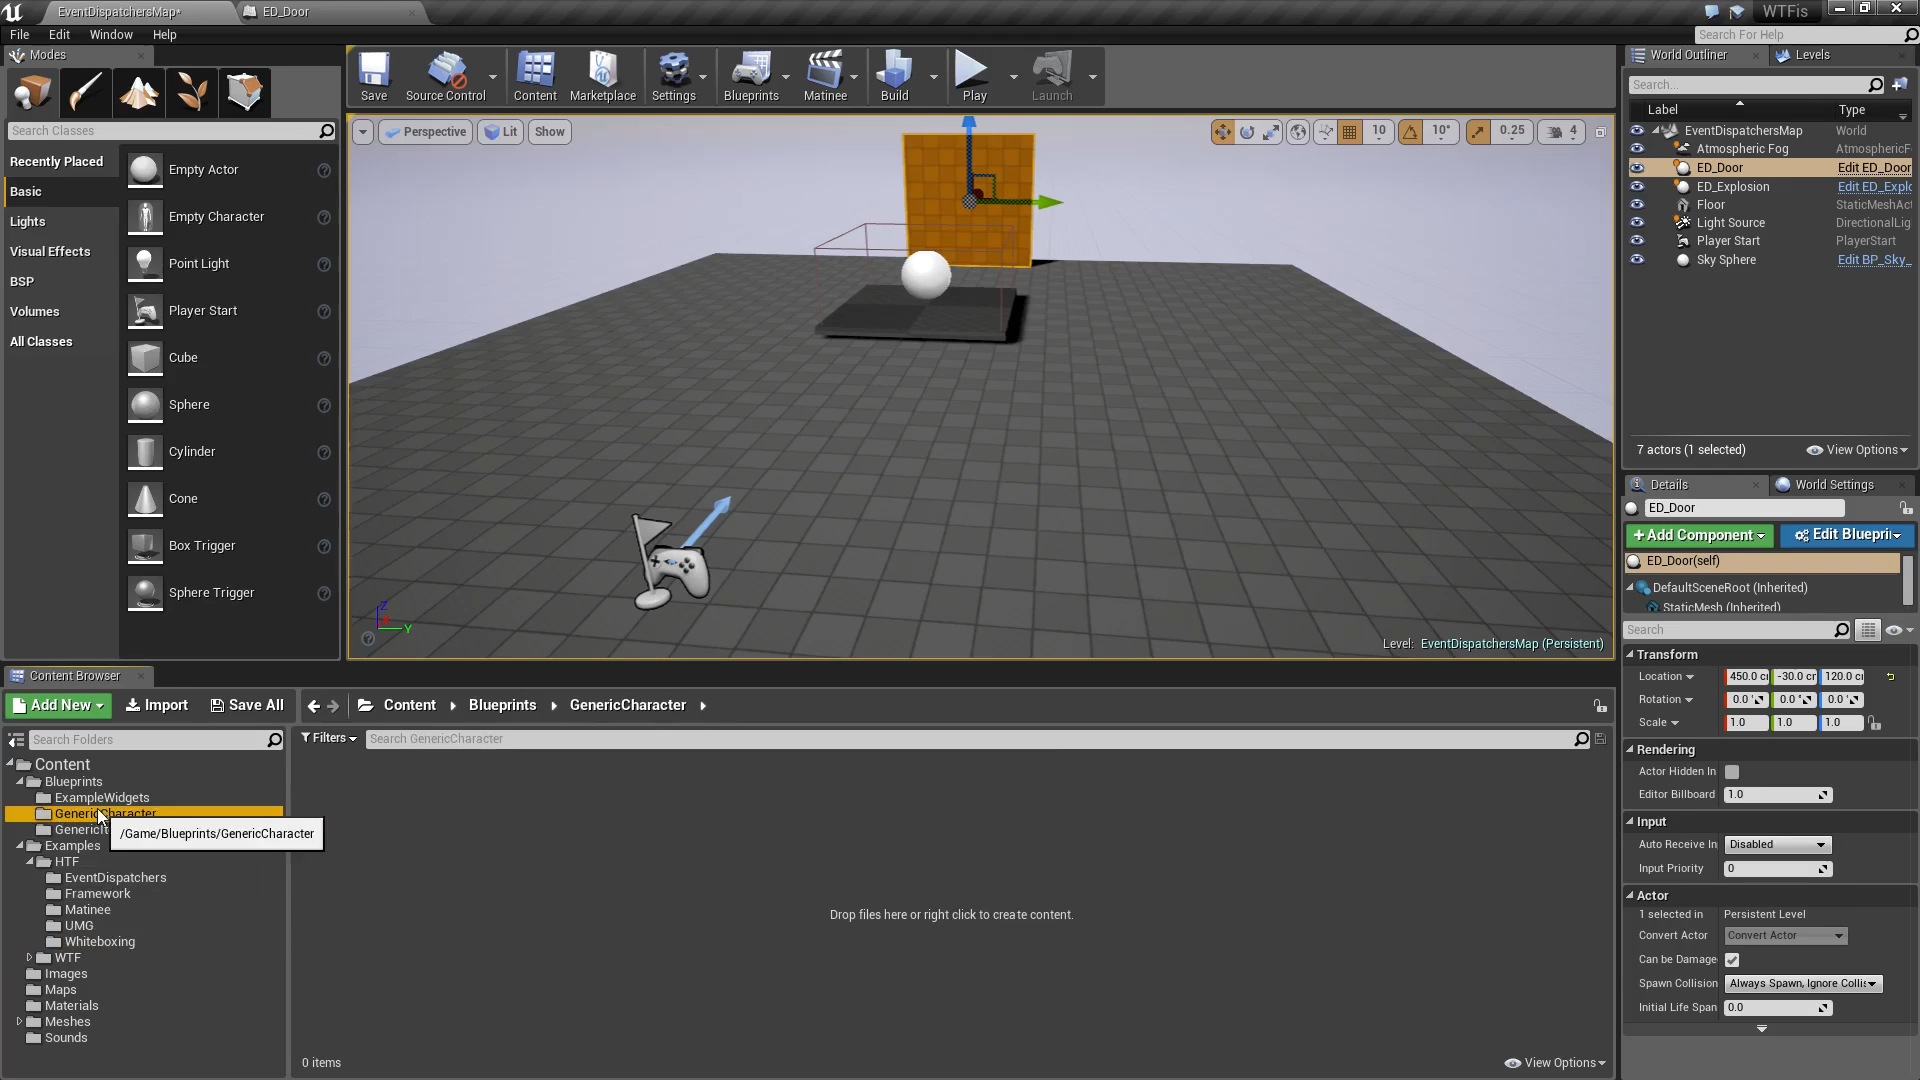 EventDispatchersMap*
ED_Door
WTFis
File Edit Window Help
Search For Help
Modes
Search Classes
Recently Placed
Basic
Lights
Visual Effects
BSP
Volumes
All Classes
Empty Actor
Empty Character
Point Light
Player Start
Cube
Sphere
Cylinder
Cone
Box Trigger
Sphere Trigger
Save
Source Control
Content
Marketplace
Settings
Blueprints
Matinee
Build
Play
Launch
Perspective
Lit
Show
10
10°
0.25
4
Z
Y
Level: EventDispatchersMap (Persistent)
World Outliner
Levels
Search...
Label Type
EventDispatchersMap World
Atmospheric Fog AtmosphericF
ED_Door Edit ED_Door
ED_Explosion Edit ED_Explo
Floor StaticMeshAct
Light Source DirectionalLig
Player Start PlayerStart
Sky Sphere Edit BP_Sky_
7 actors (1 selected)
View Options
Details
World Settings
ED_Door
+Add Component
Edit Bluepri
ED_Door(self)
DefaultSceneRoot (Inherited)
StaticMesh (Inherited)
Search
Transform
Location 450.0 cr -30.0 cr 120.0 cr
Rotation 0.0 ° 0.0 ° 0.0 °
Scale 1.0 1.0 1.0
Rendering
Actor Hidden In
Editor Billboard 1.0
Input
Auto Receive In Disabled
Input Priority 0
Actor
1 selected in Persistent Level
Convert Actor Convert Actor
Can be Damage
Spawn Collision Always Spawn, Ignore Collis
Initial Life Span 0.0
Content Browser
Add New
Import
Save All
Content
Blueprints
GenericCharacter
Search Folders
Filters
Search GenericCharacter
Content
Blueprints
ExampleWidgets
GenericCharacter
GenericIt
/Game/Blueprints/GenericCharacter
Examples
HTF
EventDispatchers
Framework
Matinee
UMG
Whiteboxing
WTF
Images
Maps
Materials
Meshes
Sounds
Drop files here or right click to create content.
0 items
View Options